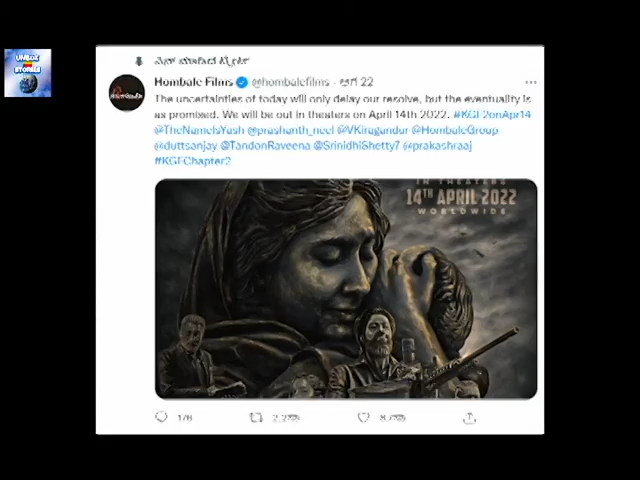 Hombale Films @hombalefilms · ಆಗ 22
The uncertainties of today will only delay our resolve, but the eventuality is
as promised. We will be out in theaters on April 14th 2022. #KGF2onApr14
@TheNameIsYash @prashanth_neel @VKiragandur @HombaleGroup
@duttsanjay @TandonRaveena @SrinidhiShetty7 @prakashraaj
#KGFChapter2
IN THEATERS
14TH APRIL 2022
WORLDWIDE